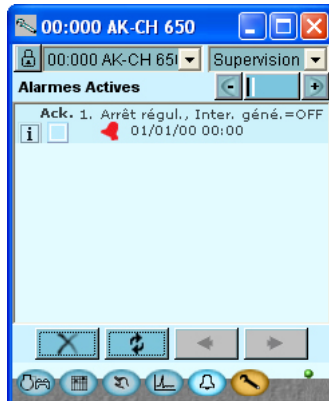 00:000 AK-CH 650
00:000 AK-CH 65 Supervision
Alarmes Actives
Ack. 1. Arrêt régul., Inter. géné.=OFF
01/01/00 00:00